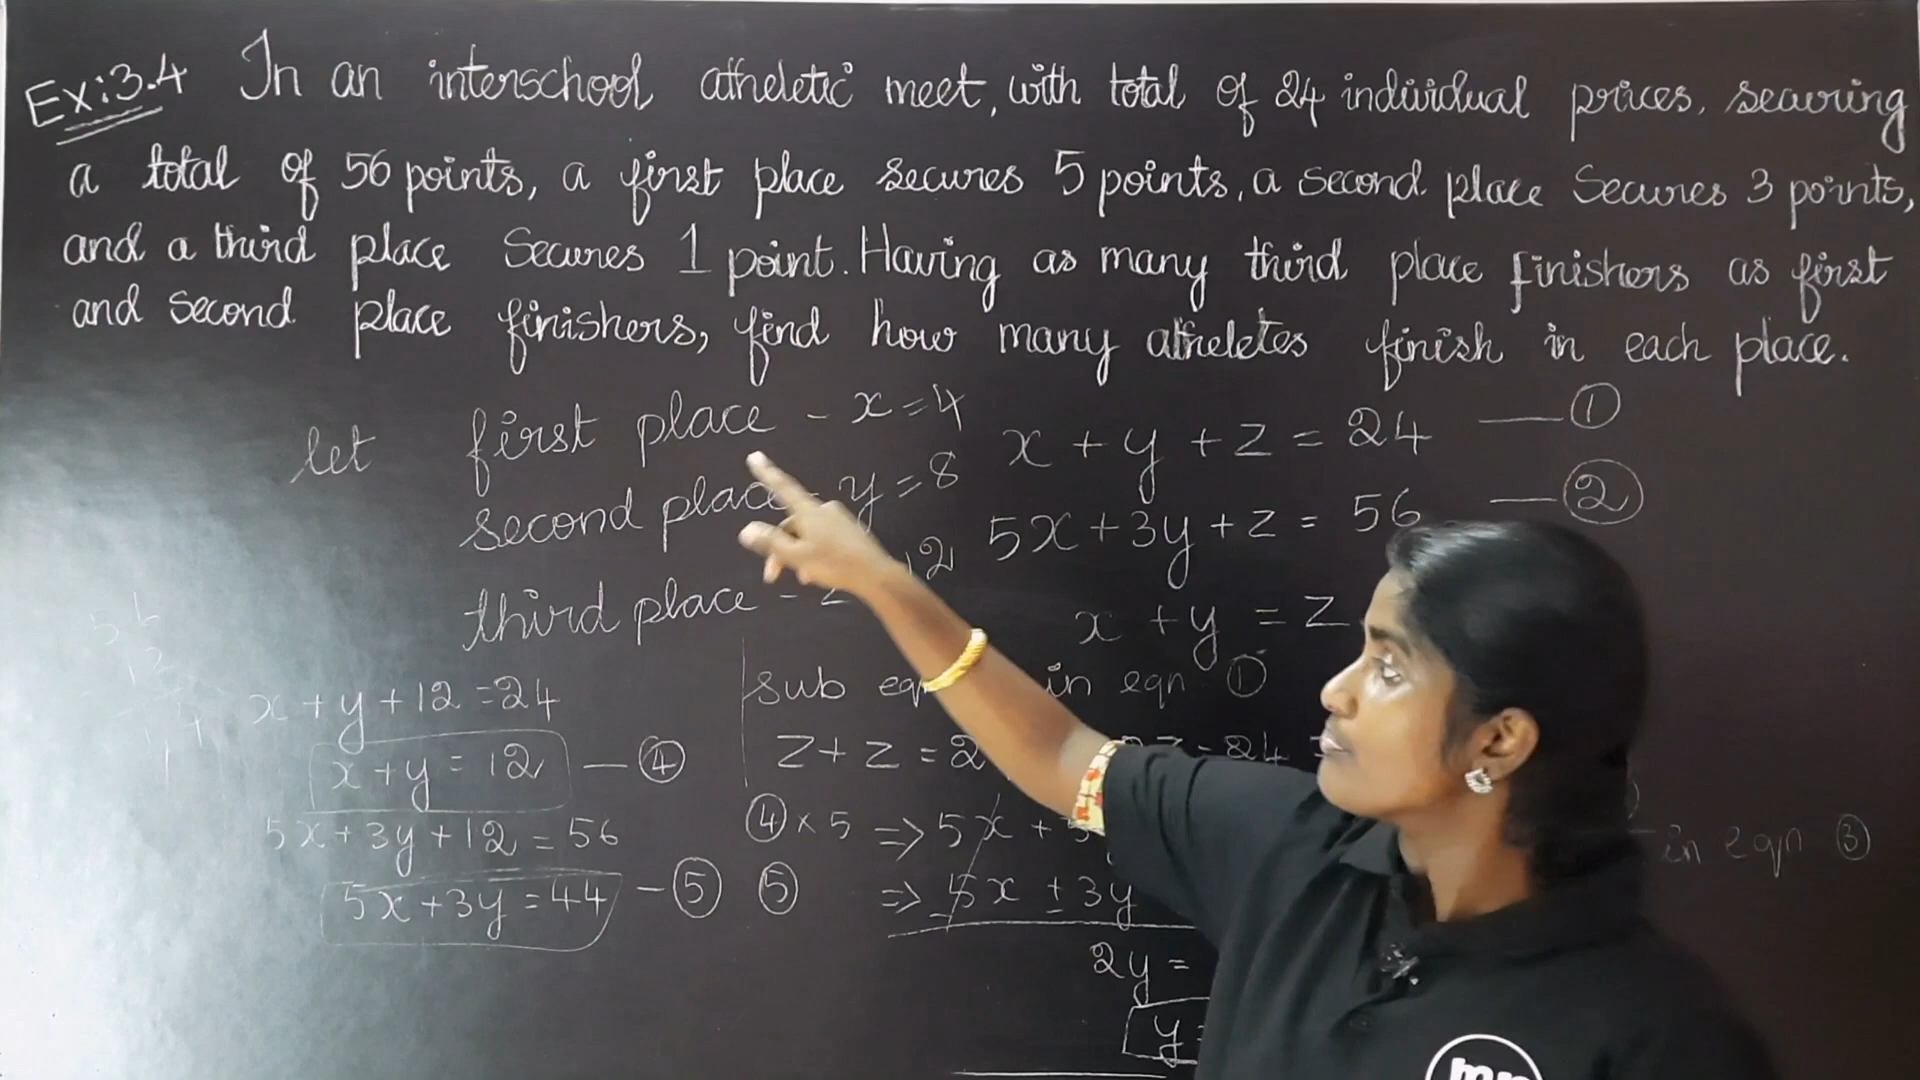 Ex:3.4 In an interschool atheletic meet, with total of 24 individual prices, securing
a total of 56 points, a first place secures 5 points, a second place Secures 3 points,
and a third place Secures 1 point. Having as many third place finishers as first
and second place finishers, find how many atheletes finish in each place.
let first place - x=4
second place - y=8
third place -
12
x + y + z = 24 — ①
5x+3y+z = 56 — ②
x + y = z
x+y+12=24
x+y=12 — ④
5x+3y+12=56
5x+3y=44 — ⑤
sub eqn in eqn ①
z+z=2
=24
in eqn ③
④×5 => 5x +
⑤ => -5x ± 3y
2y =
y =